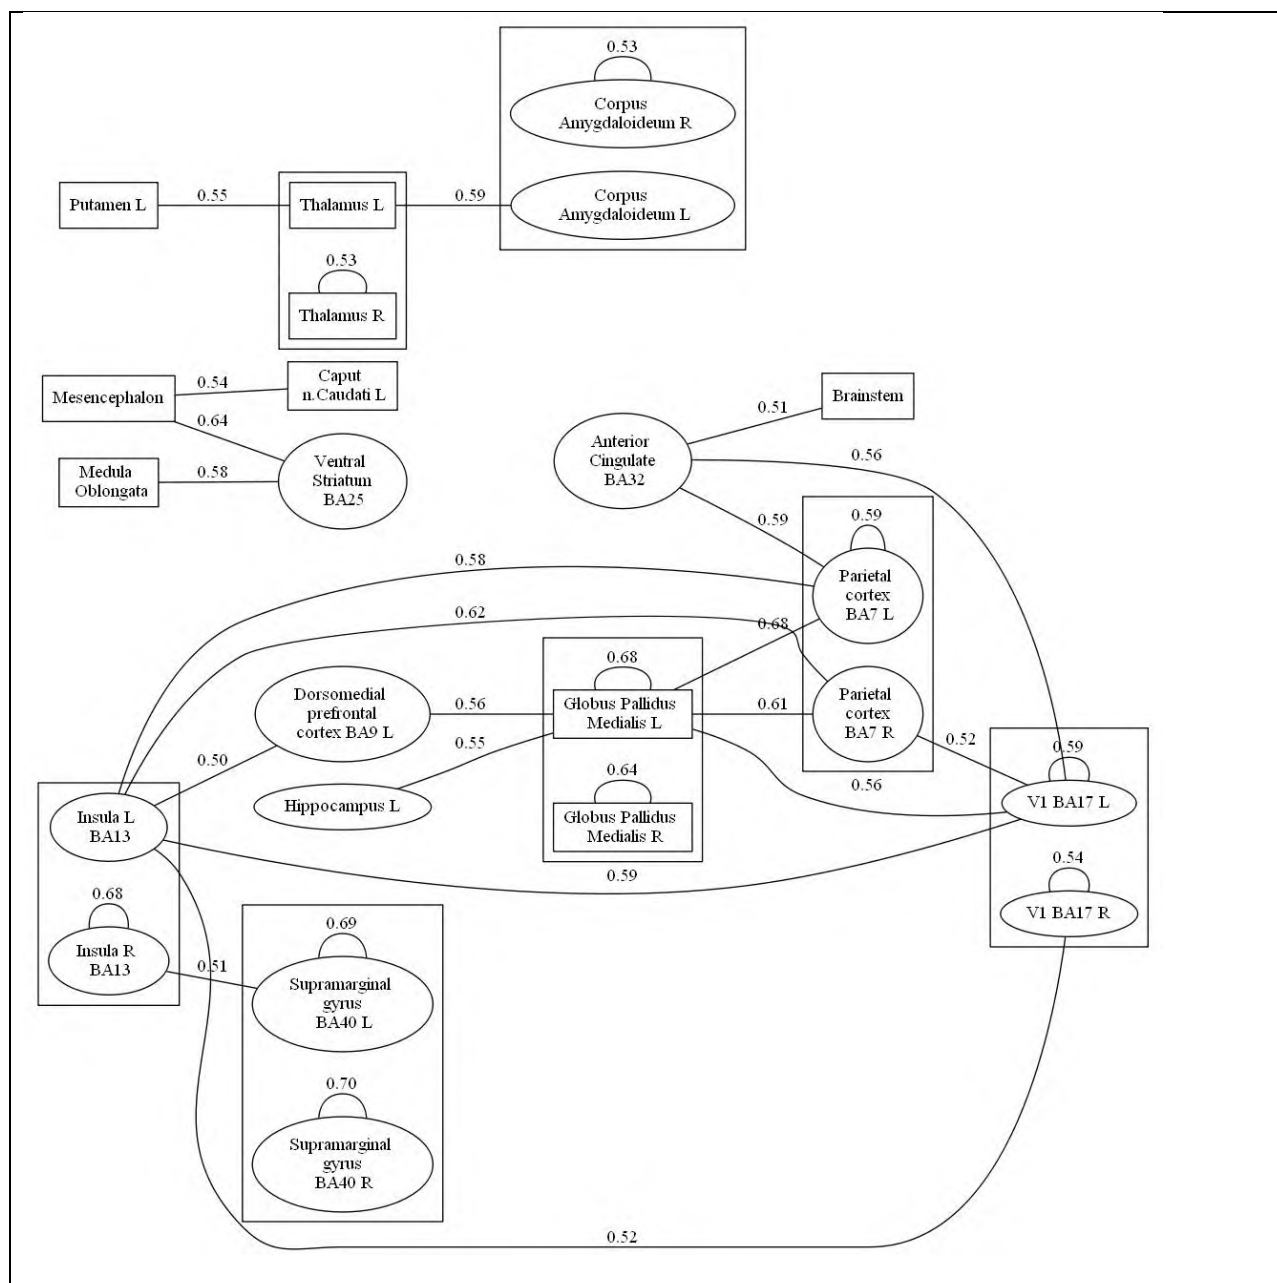 0.53
Corpus
Amygdaloideum R
Putamen L
0.55
Thalamus L
0.59
Corpus
Amygdaloideum L
0.53
Thalamus R
Mesencephalon
0.54
Caput
n.Caudati L
0.64
Medula
Oblongata
0.58
Ventral
Striatum
BA25
Anterior
Cingulate
BA32
0.51
Brainstem
0.56
0.59
0.59
Parietal
cortex
BA7 L
0.58
0.62
0.68
0.68
Dorsomedial
prefrontal
cortex BA9 L
0.56
Globus Pallidus
Medialis L
0.61
Parietal
cortex
BA7 R
0.52
0.50
0.55
Hippocampus L
0.64
Globus Pallidus
Medialis R
0.56
0.59
V1 BA17 L
Insula L
BA13
0.59
0.54
V1 BA17 R
0.68
Insula R
BA13
0.51
0.69
Supramarginal
gyrus
BA40 L
0.70
Supramarginal
gyrus
BA40 R
0.52